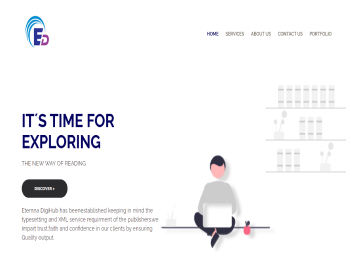 ED
HOME SERVICES ABOUT US CONTACT US PORTFOLIO
IT´S TIME FOR
EXPLORING
THE NEW WAY OF READING.
DISCOVER >
Eternna DigiHub has beenestablished keeping in mind the
typesetting and XML service requirment of the publisherswe
impart trust,faith and confidence in our clients by ensuring
Quality output.